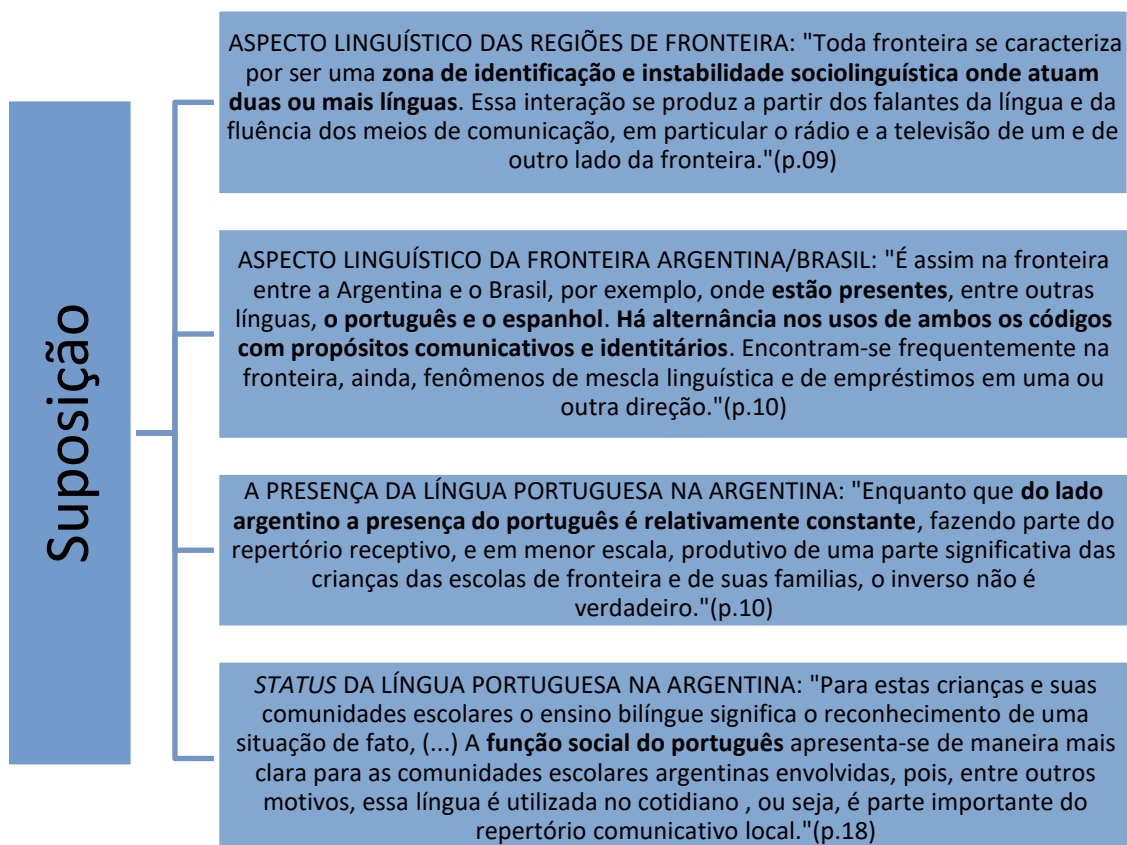 Suposição
ASPECTO LINGUÍSTICO DAS REGIÕES DE FRONTEIRA: "Toda fronteira se caracteriza
por ser uma zona de identificação e instabilidade sociolinguística onde atuam
duas ou mais línguas. Essa interação se produz a partir dos falantes da língua e da
fluência dos meios de comunicação, em particular o rádio e a televisão de um e de
outro lado da fronteira."(p.09)
ASPECTO LINGUÍSTICO DA FRONTEIRA ARGENTINA/BRASIL: "É assim na fronteira
entre a Argentina e o Brasil, por exemplo, onde estão presentes, entre outras
línguas, o português e o espanhol. Há alternância nos usos de ambos os códigos
com propósitos comunicativos e identitários. Encontram-se frequentemente na
fronteira, ainda, fenômenos de mescla linguística e de empréstimos em uma ou
outra direção."(p.10)
A PRESENÇA DA LÍNGUA PORTUGUESA NA ARGENTINA: "Enquanto que do lado
argentino a presença do português é relativamente constante, fazendo parte do
repertório receptivo, e em menor escala, produtivo de uma parte significativa das
crianças das escolas de fronteira e de suas familias, o inverso não é
verdadeiro."(p.10)
STATUS DA LÍNGUA PORTUGUESA NA ARGENTINA: "Para estas crianças e suas
comunidades escolares o ensino bilíngue significa o reconhecimento de uma
situação de fato, (...) A função social do português apresenta-se de maneira mais
clara para as comunidades escolares argentinas envolvidas, pois, entre outros
motivos, essa língua é utilizada no cotidiano , ou seja, é parte importante do
repertório comunicativo local."(p.18)